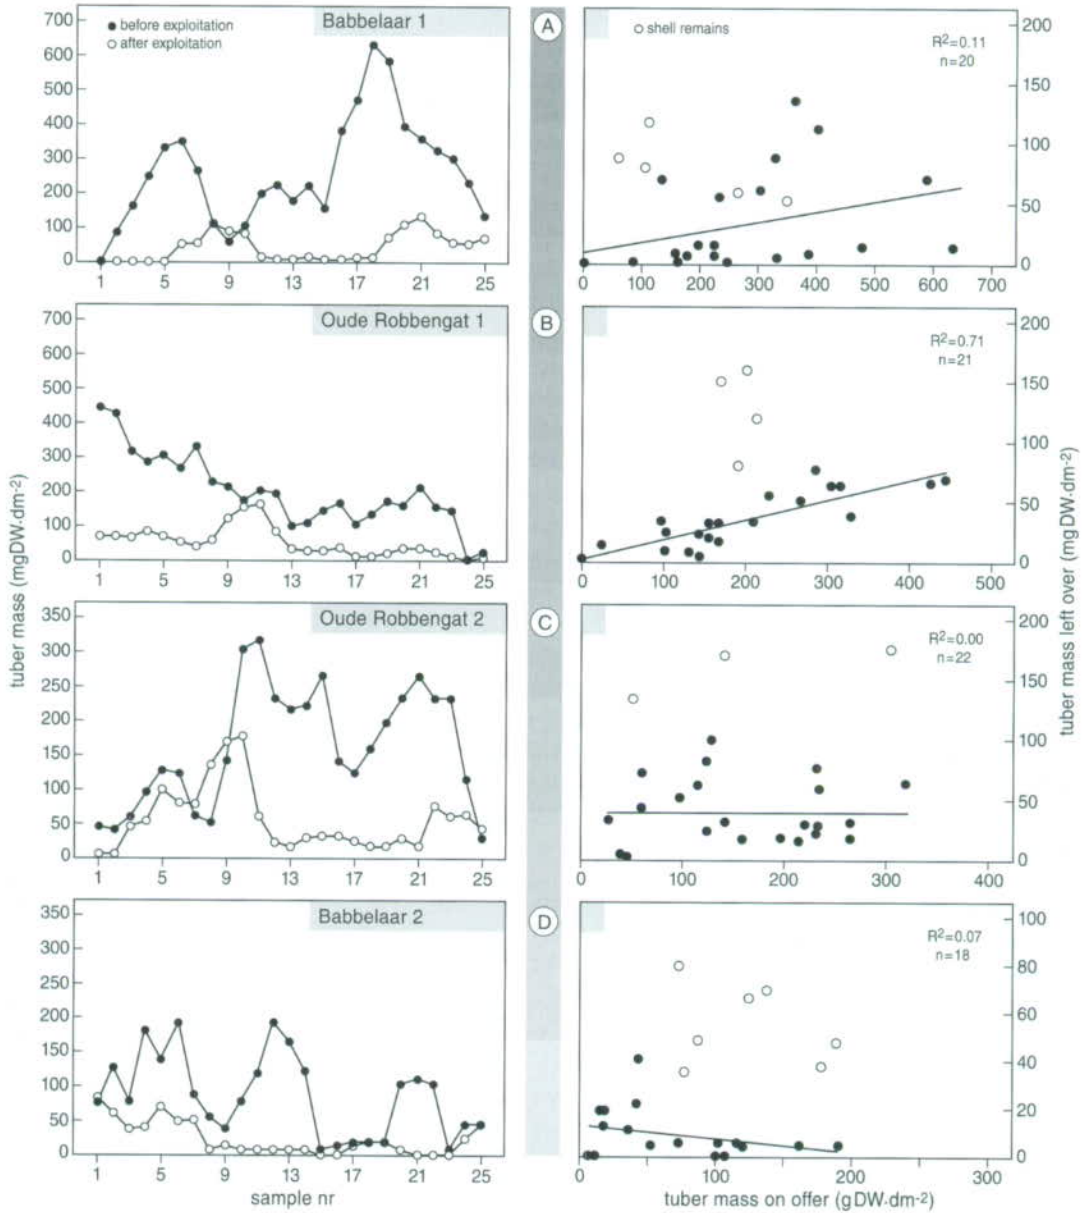 Babbelaar 1
● before exploitation
○ after exploitation
700
600
500
400
300
200
100
0
1 5 9 13 17 21 25
A
○ shell remains
R²=0.11
n=20
200
150
100
50
0
0 100 200 300 400 500 600 700
Oude Robbengat 1
700
600
500
400
300
200
100
0
1 5 9 13 17 21 25
B
R²=0.71
n=21
200
150
100
50
0
0 100 200 300 400 500
tuber mass (mgDW·dm-2)
tuber mass left over (mgDW·dm-2)
Oude Robbengat 2
350
300
250
200
150
100
50
0
1 5 9 13 17 21 25
C
R²=0.00
n=22
200
150
100
50
0
0 100 200 300 400
Babbelaar 2
350
300
250
200
150
100
50
0
1 5 9 13 17 21 25
sample nr
D
R²=0.07
n=18
100
80
60
40
20
0
0 100 200 300
tuber mass on offer (gDW·dm-2)